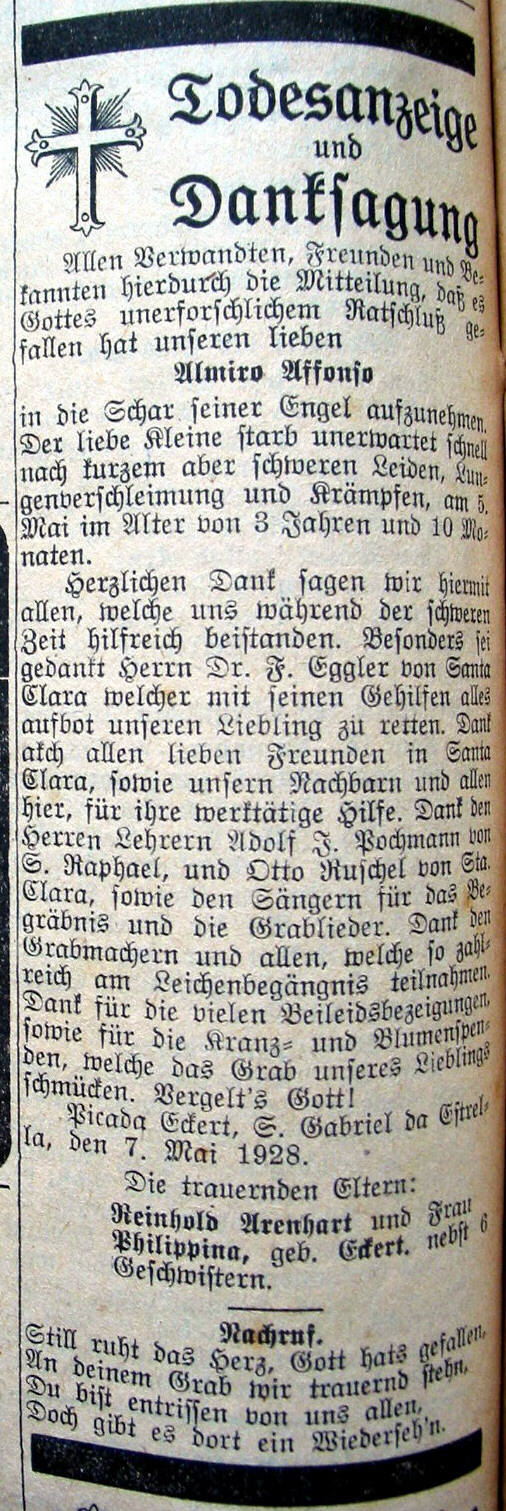 Todesanzeige
und
Danksagung
Allen Verwandten, Freunden und Be-
kannten hierdurch die Mitteilung, daß es
Gottes unerforschlichem Ratschluß ge-
fallen hat unseren lieben
Almiro Affonso
in die Schar seiner Engel aufzunehmen.
Der liebe Kleine starb unerwartet schnell
nach kurzem aber schweren Leiden, Lun-
genverschleimung und Krämpfen, am 5.
Mai im Alter von 3 Jahren und 10 Mo-
naten.
Herzlichen Dank sagen wir hiermit
allen, welche uns während der schweren
Zeit hilfreich beistanden. Besonders sei
gedankt Herrn Dr. F. Eggler von Santa
Clara welcher mit seinen Gehilfen alles
aufbot unseren Liebling zu retten. Dank
atch allen lieben Freunden in Santa
Clara, sowie unsern Nachbarn und allen
hier, für ihre werktätige Hilfe. Dank den
Herren Lehrern Adolf J. Pochmann von
S. Raphael, und Otto Ruschel von Sta.
Clara, sowie den Sängern für das Be-
gräbnis und die Grablieder. Dank den
Grabmachern und allen, welche so zahl-
reich am Leichenbegängnis teilnahmen.
Dank für die vielen Beileidsbezeigungen,
sowie für die Kranz- und Blumenspen-
den, welche das Grab unseres Lieblings
schmücken. Vergelt's Gott!
Picada Eckert, S. Gabriel da Estrel-
la, den 7. Mai 1928.
Die trauernden Eltern:
Reinhold Arenhart und Frau
Philippina, geb. Eckert. nebst 6
Geschwistern.
Nachruf.
Still ruht das Herz, Gott hats gefallen,
An deinem Grab wir trauernd stehn,
Du bist entrissen von uns allen,
Doch gibt es dort ein Wiederseh'n.